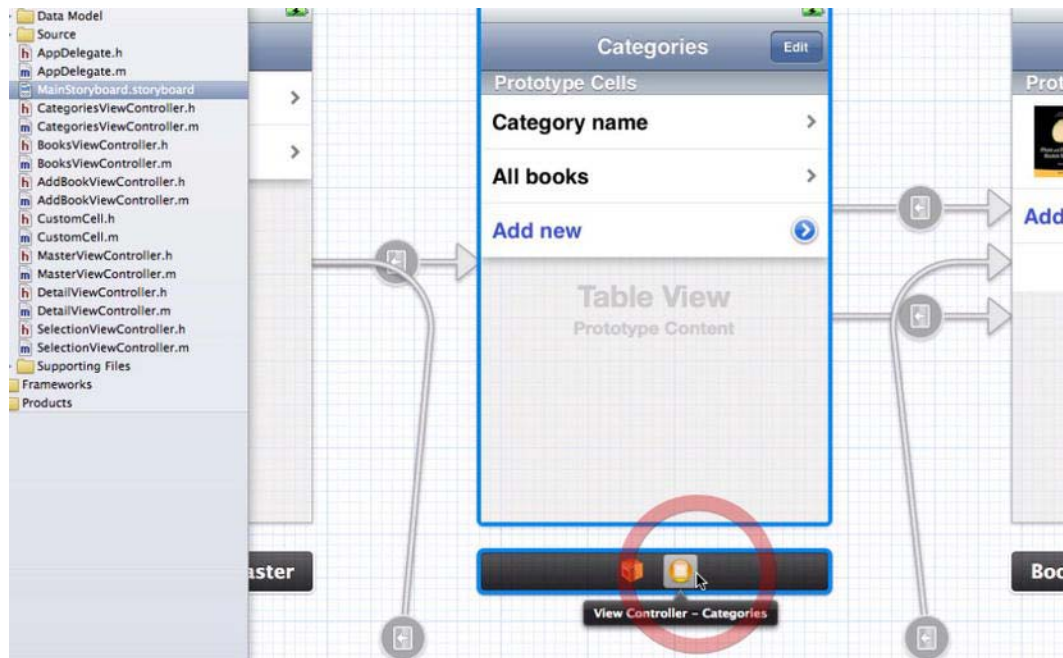 Data Model
Source
h AppDelegate.h
m AppDelegate.m
MainStoryboard.storyboard
h CategoriesViewController.h
m CategoriesViewController.m
h BooksViewController.h
m BooksViewController.m
h AddBookViewController.h
m AddBookViewController.m
h CustomCell.h
m CustomCell.m
h MasterViewController.h
m MasterViewController.m
h DetailViewController.h
m DetailViewController.m
h SelectionViewController.h
m SelectionViewController.m
Supporting Files
Frameworks
Products
aster
Categories
Edit
Prototype Cells
Category name
All books
Add new
Table View
Prototype Content
View Controller – Categories
Prot
Add
Boo